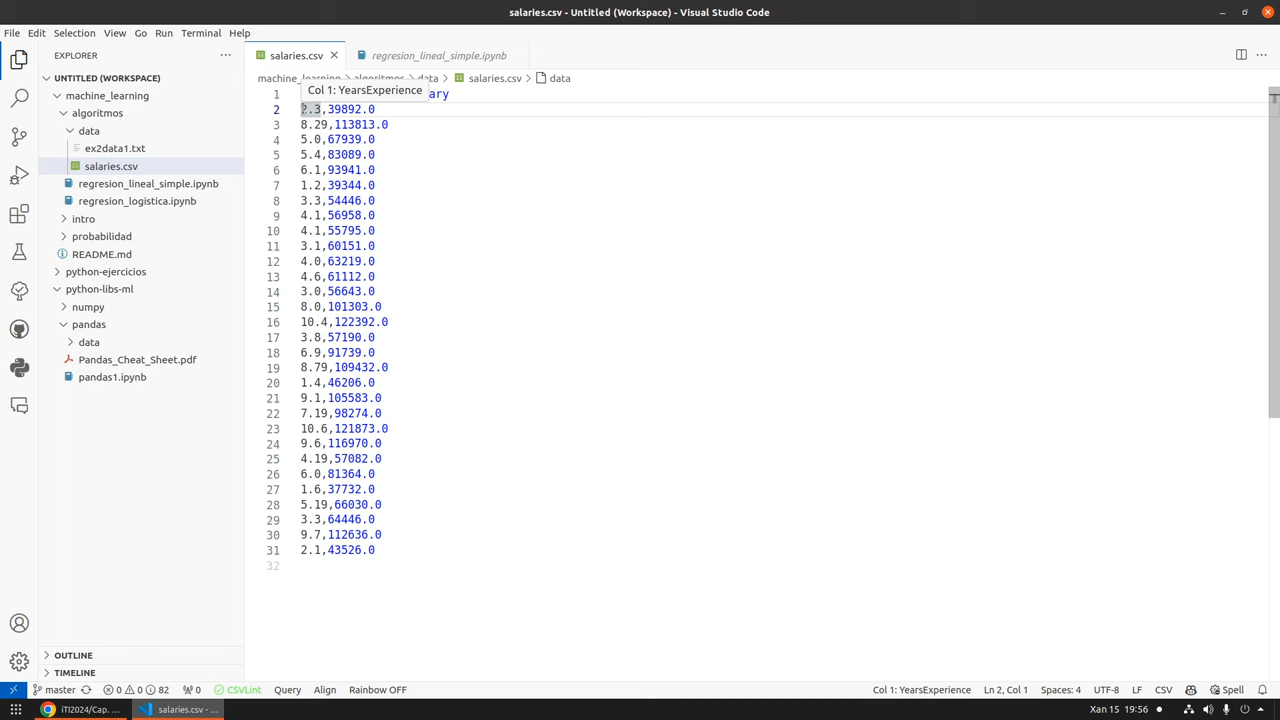 salaries.csv - Untitled (Workspace) - Visual Studio Code
File Edit Selection View Go Run Terminal Help
EXPLORER
salaries.csv
regresion_lineal_simple.ipynb
UNTITLED (WORKSPACE)
machine_learning
algoritmos
data
ex2data1.txt
salaries.csv
regresion_lineal_simple.ipynb
regresion_logistica.ipynb
intro
probabilidad
README.md
python-ejercicios
python-libs-ml
numpy
pandas
data
Pandas_Cheat_Sheet.pdf
pandas1.ipynb
OUTLINE
TIMELINE
machine_learning algoritmos data salaries.csv data
Col 1: YearsExperience
1 ary
2 2.3,39892.0
3 8.29,113813.0
4 5.0,67939.0
5 5.4,83089.0
6 6.1,93941.0
7 1.2,39344.0
8 3.3,54446.0
9 4.1,56958.0
10 4.1,55795.0
11 3.1,60151.0
12 4.0,63219.0
13 4.6,61112.0
14 3.0,56643.0
15 8.0,101303.0
16 10.4,122392.0
17 3.8,57190.0
18 6.9,91739.0
19 8.79,109432.0
20 1.4,46206.0
21 9.1,105583.0
22 7.19,98274.0
23 10.6,121873.0
24 9.6,116970.0
25 4.19,57082.0
26 6.0,81364.0
27 1.6,37732.0
28 5.19,66030.0
29 3.3,64446.0
30 9.7,112636.0
31 2.1,43526.0
32
master 0 0 82 0 CSVLint Query Align Rainbow OFF Col 1: YearsExperience Ln 2, Col 1 Spaces: 4 UTF-8 LF CSV Spell
iTI2024/Cap. ... salaries.csv - ... Xan 15 19:56